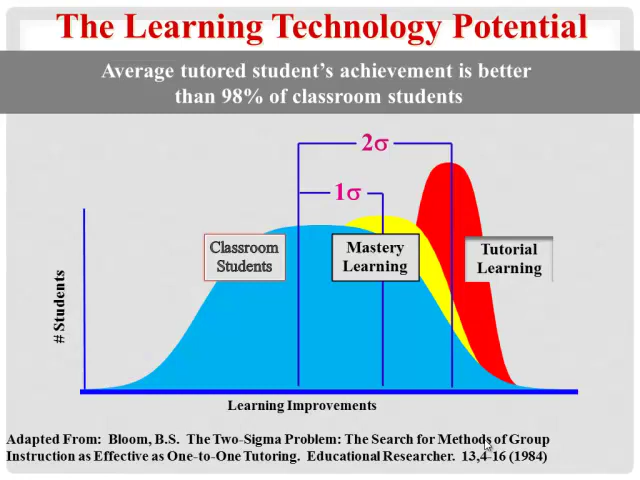 The Learning Technology Potential
Average tutored student's achievement is better
than 98% of classroom students
2σ
1σ
Classroom
Students
Mastery
Learning
Tutorial
Learning
# Students
Learning Improvements
Adapted From:  Bloom, B.S.  The Two-Sigma Problem: The Search for Methods of Group
Instruction as Effective as One-to-One Tutoring.  Educational Researcher.  13,4-16 (1984)